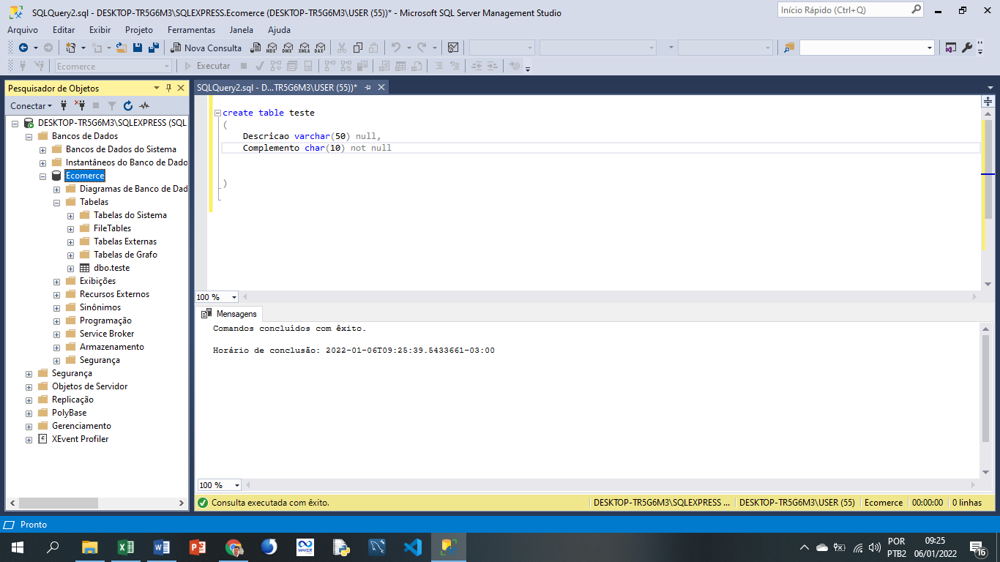 SQLQuery2.sql - DESKTOP-TR5G6M3\SQLEXPRESS.Ecomerce (DESKTOP-TR5G6M3\USER (55))* - Microsoft SQL Server Management Studio
Início Rápido (Ctrl+Q)
Arquivo Editar Exibir Projeto Ferramentas Janela Ajuda
Nova Consulta MDX DMX XMLA DAX
Ecomerce Executar
Pesquisador de Objetos
SQLQuery2.sql - D...TR5G6M3\USER (55))*
Conectar
DESKTOP-TR5G6M3\SQLEXPRESS (SQL
Bancos de Dados
Bancos de Dados do Sistema
Instantâneos do Banco de Dado
Ecomerce
Diagramas de Banco de Dad
Tabelas
Tabelas do Sistema
FileTables
Tabelas Externas
Tabelas de Grafo
dbo.teste
Exibições
Recursos Externos
Sinônimos
Programação
Service Broker
Armazenamento
Segurança
Segurança
Objetos de Servidor
Replicação
PolyBase
Gerenciamento
XEvent Profiler
create table teste
(
Descricao varchar(50) null,
Complemento char(10) not null
)
100 %
Mensagens
Comandos concluídos com êxito.
Horário de conclusão: 2022-01-06T09:25:39.5433661-03:00
100 %
Consulta executada com êxito. DESKTOP-TR5G6M3\SQLEXPRESS ... DESKTOP-TR5G6M3\USER (55) Ecomerce 00:00:00 0 linhas
Pronto
MAKER
POR
PTB2
09:25
06/01/2022
16